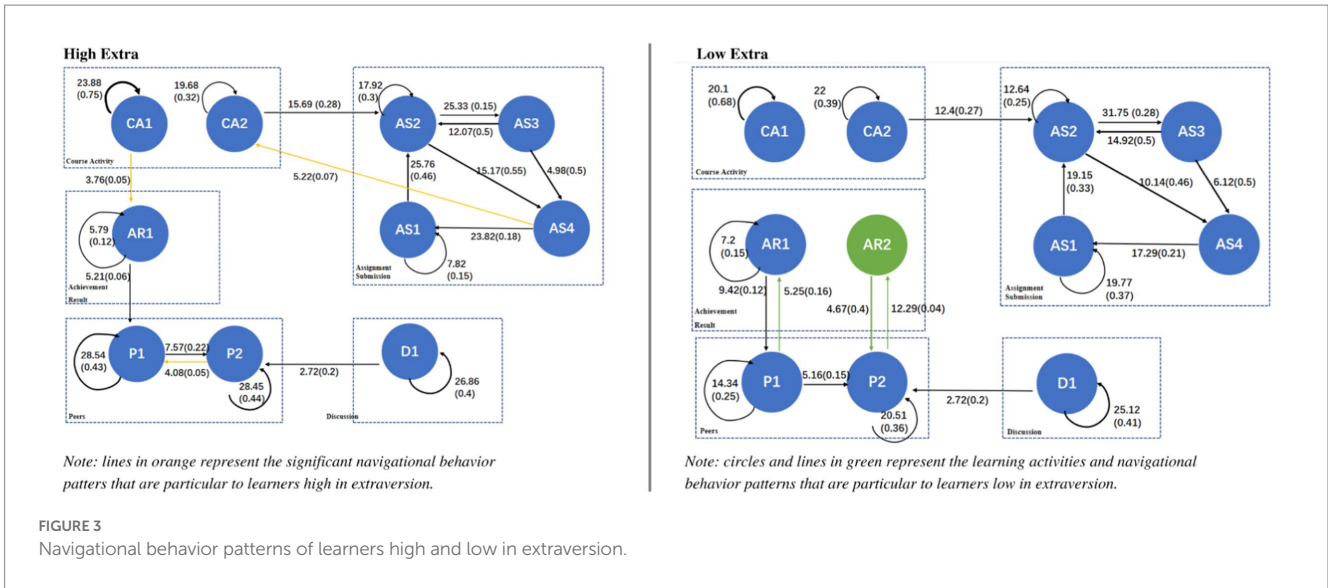 High Extra
23.88
(0.75)
19.68
(0.32)
CA1
CA2
Course Activity
15.69 (0.28)
17.92
(0.3)
25.33 (0.15)
AS2
AS3
12.07(0.5)
25.76
(0.46)
15.17(0.55)
4.98(0.5)
5.22(0.07)
3.76(0.05)
AS1
AS4
23.82(0.18)
7.82
(0.15)
Assignment
Submission
5.79
(0.12)
AR1
5.21(0.06)
Achievement
Result
28.54
(0.43)
P1
7.57(0.22)
P2
4.08(0.05)
28.45
(0.44)
Peers
2.72(0.2)
D1
26.86
(0.4)
Discussion
Note: lines in orange represent the significant navigational behavior
patters that are particular to learners high in extraversion.
Low Extra
20.1
(0.68)
22
(0.39)
CA1
CA2
Course Activity
12.4(0.27)
12.64
(0.25)
31.75 (0.28)
AS2
AS3
14.92(0.5)
19.15
(0.33)
10.14(0.46)
6.12(0.5)
AS1
AS4
17.29(0.21)
19.77
(0.37)
Assignment
Submission
7.2
(0.15)
AR1
AR2
9.42(0.12)
5.25(0.16)
4.67(0.4)
12.29(0.04)
Achievement
Result
14.34
(0.25)
P1
5.16(0.15)
P2
20.51
(0.36)
Peers
2.72(0.2)
D1
25.12
(0.41)
Discussion
Note: circles and lines in green represent the learning activities and navigational
behavior patterns that are particular to learners low in extraversion.
FIGURE 3
Navigational behavior patterns of learners high and low in extraversion.